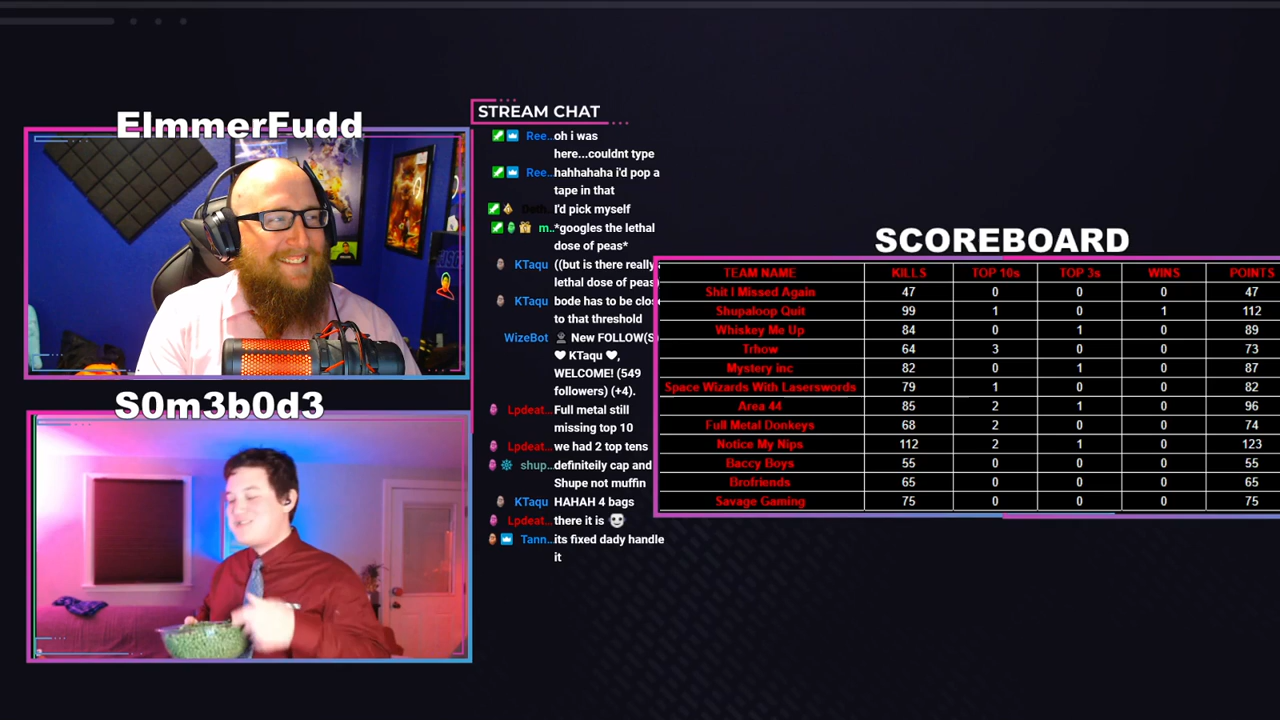 ElmmerFudd
S0m3b0d3
STREAM CHAT
Ree.. oh i was
here...couldnt type
Ree.. hahhahaha i'd pop a
tape in that
Deth.. I'd pick myself
m.. *googles the lethal
dose of peas*
KTaqu ((but is there really
lethal dose of peas
KTaqu bode has to be clo
to that threshold
WizeBot New FOLLOW(S
KTaqu ,
WELCOME! (549
followers) (+4).
Lpdeat... Full metal still
missing top 10
Lpdeat... we had 2 top tens
shup.. definiteily cap and
Shupe not muffin
KTaqu HAHAH 4 bags
Lpdeat... there it is
Tann.. its fixed dady handle
it
SCOREBOARD
TEAM NAME KILLS TOP 10s TOP 3s WINS POINTS
Shit I Missed Again 47 0 0 0 47
Shupaloop Quit 99 1 0 1 112
Whiskey Me Up 84 0 1 0 89
Trhow 64 3 0 0 73
Mystery inc 82 0 1 0 87
Space Wizards With Laserswords 79 1 0 0 82
Area 44 85 2 1 0 96
Full Metal Donkeys 68 2 0 0 74
Notice My Nips 112 2 1 0 123
Baccy Boys 55 0 0 0 55
Brofriends 65 0 0 0 65
Savage Gaming 75 0 0 0 75